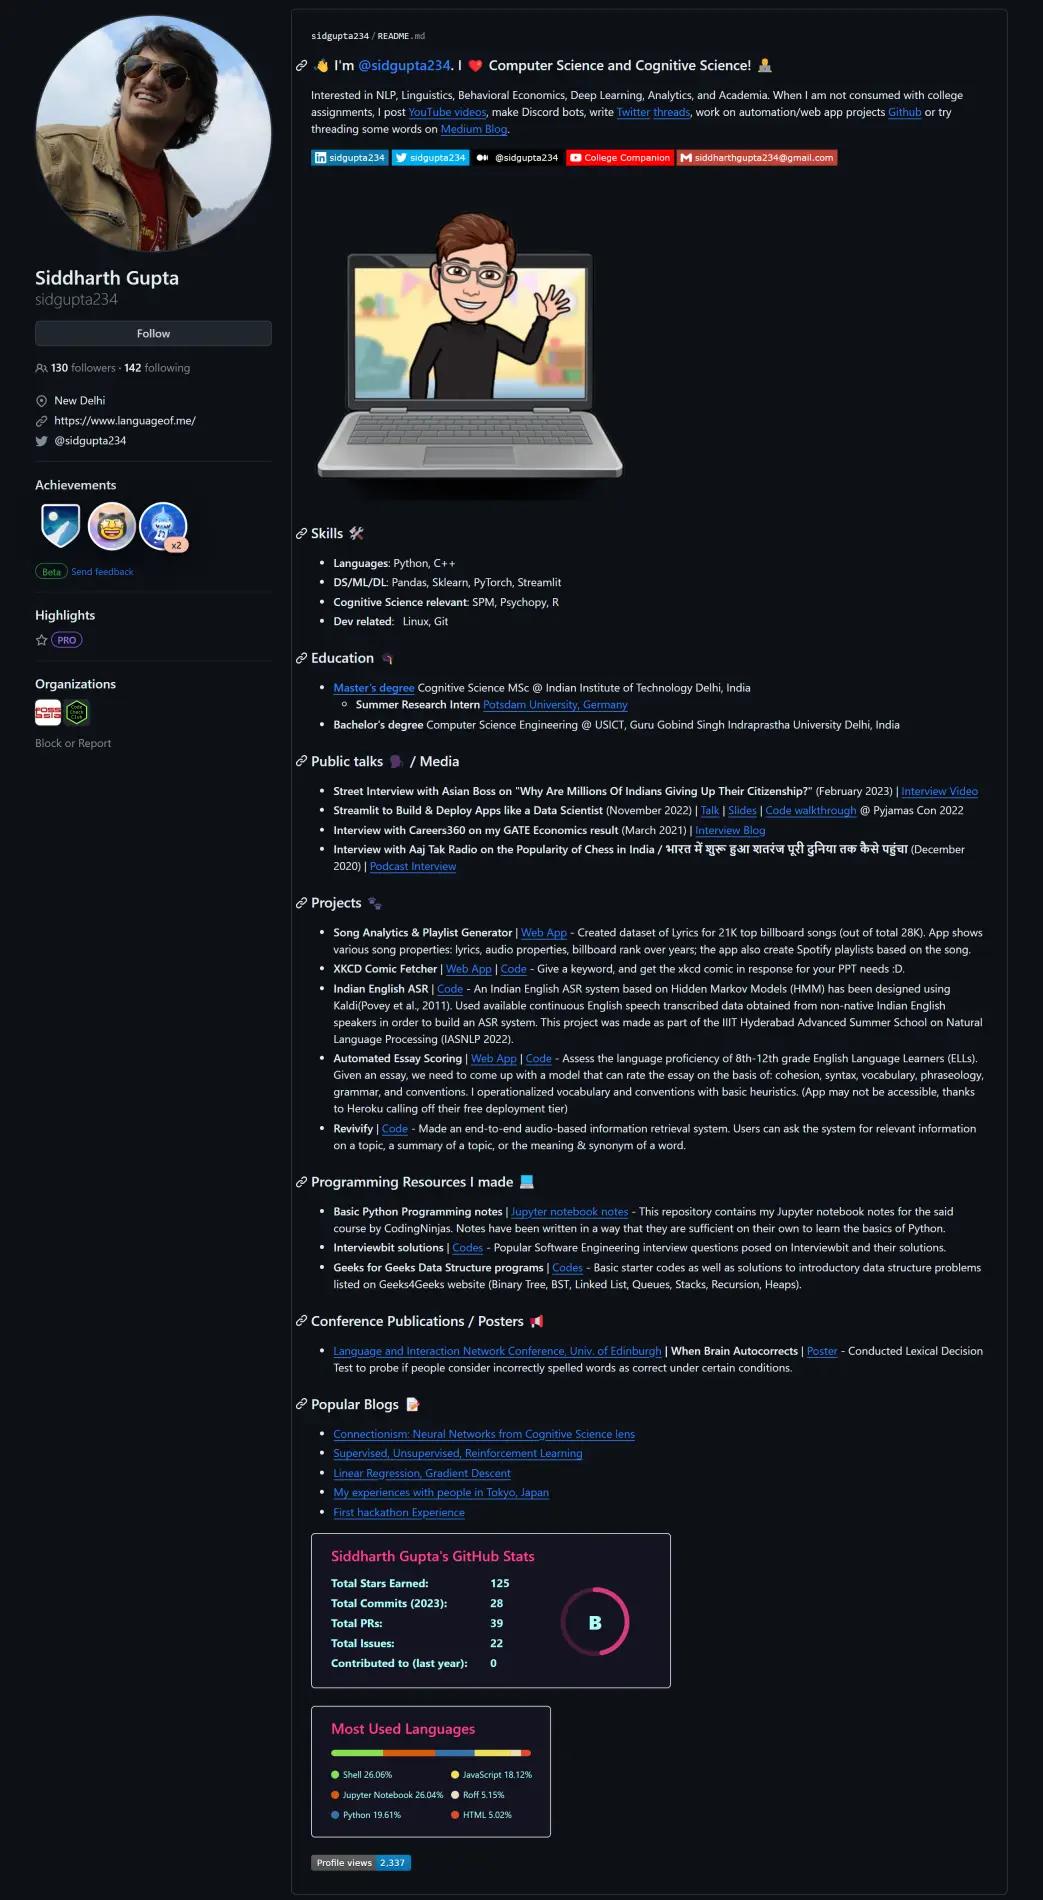 Siddharth Gupta
sidgupta234
Follow
130 followers · 142 following
New Delhi
https://www.languageof.me/
@sidgupta234
Achievements
x2
Beta Send feedback
Highlights
PRO
Organizations
FOSS
ASIA
Code
Check
Club
Block or Report
sidgupta234/README.md
I'm @sidgupta234. I ❤️ Computer Science and Cognitive Science!
Interested in NLP, Linguistics, Behavioral Economics, Deep Learning, Analytics, and Academia. When I am not consumed with college
assignments, I post YouTube videos, make Discord bots, write Twitter threads, work on automation/web app projects Github or try
threading some words on Medium Blog.
sidgupta234 sidgupta234 @sidgupta234 College Companion siddharthgupta234@gmail.com
Skills
• Languages: Python, C++
• DS/ML/DL: Pandas, Sklearn, PyTorch, Streamlit
• Cognitive Science relevant: SPM, Psychopy, R
• Dev related: Linux, Git
Education
• Master's degree Cognitive Science MSc @ Indian Institute of Technology Delhi, India
◦ Summer Research Intern Potsdam University, Germany
• Bachelor's degree Computer Science Engineering @ USICT, Guru Gobind Singh Indraprastha University Delhi, India
Public talks / Media
• Street Interview with Asian Boss on "Why Are Millions Of Indians Giving Up Their Citizenship?" (February 2023) | Interview Video
• Streamlit to Build & Deploy Apps like a Data Scientist (November 2022) | Talk | Slides | Code walkthrough @ Pyjamas Con 2022
• Interview with Careers360 on my GATE Economics result (March 2021) | Interview Blog
• Interview with Aaj Tak Radio on the Popularity of Chess in India / भारत में शुरू हुआ शतरंज पूरी दुनिया तक कैसे पहुंचा (December
2020) | Podcast Interview
Projects
• Song Analytics & Playlist Generator | Web App - Created dataset of Lyrics for 21K top billboard songs (out of total 28K). App shows
various song properties: lyrics, audio properties, billboard rank over years; the app also create Spotify playlists based on the song.
• XKCD Comic Fetcher | Web App | Code - Give a keyword, and get the xkcd comic in response for your PPT needs :D.
• Indian English ASR | Code - An Indian English ASR system based on Hidden Markov Models (HMM) has been designed using
Kaldi(Povey et al., 2011). Used available continuous English speech transcribed data obtained from non-native Indian English
speakers in order to build an ASR system. This project was made as part of the IIIT Hyderabad Advanced Summer School on Natural
Language Processing (IASNLP 2022).
• Automated Essay Scoring | Web App | Code - Assess the language proficiency of 8th-12th grade English Language Learners (ELLs).
Given an essay, we need to come up with a model that can rate the essay on the basis of: cohesion, syntax, vocabulary, phraseology,
grammar, and conventions. I operationalized vocabulary and conventions with basic heuristics. (App may not be accessible, thanks
to Heroku calling off their free deployment tier)
• Revivify | Code - Made an end-to-end audio-based information retrieval system. Users can ask the system for relevant information
on a topic, a summary of a topic, or the meaning & synonym of a word.
Programming Resources I made
• Basic Python Programming notes | Jupyter notebook notes - This repository contains my Jupyter notebook notes for the said
course by CodingNinjas. Notes have been written in a way that they are sufficient on their own to learn the basics of Python.
• Interviewbit solutions | Codes - Popular Software Engineering interview questions posed on Interviewbit and their solutions.
• Geeks for Geeks Data Structure programs | Codes - Basic starter codes as well as solutions to introductory data structure problems
listed on Geeks4Geeks website (Binary Tree, BST, Linked List, Queues, Stacks, Recursion, Heaps).
Conference Publications / Posters
• Language and Interaction Network Conference, Univ. of Edinburgh | When Brain Autocorrects | Poster - Conducted Lexical Decision
Test to probe if people consider incorrectly spelled words as correct under certain conditions.
Popular Blogs
• Connectionism: Neural Networks from Cognitive Science lens
• Supervised, Unsupervised, Reinforcement Learning
• Linear Regression, Gradient Descent
• My experiences with people in Tokyo, Japan
• First hackathon Experience
Siddharth Gupta's GitHub Stats
Total Stars Earned: 125
Total Commits (2023): 28
Total PRs: 39
Total Issues: 22
Contributed to (last year): 0
B
Most Used Languages
Shell 26.06% JavaScript 18.12%
Jupyter Notebook 26.04% Roff 5.15%
Python 19.61% HTML 5.02%
Profile views 2,337